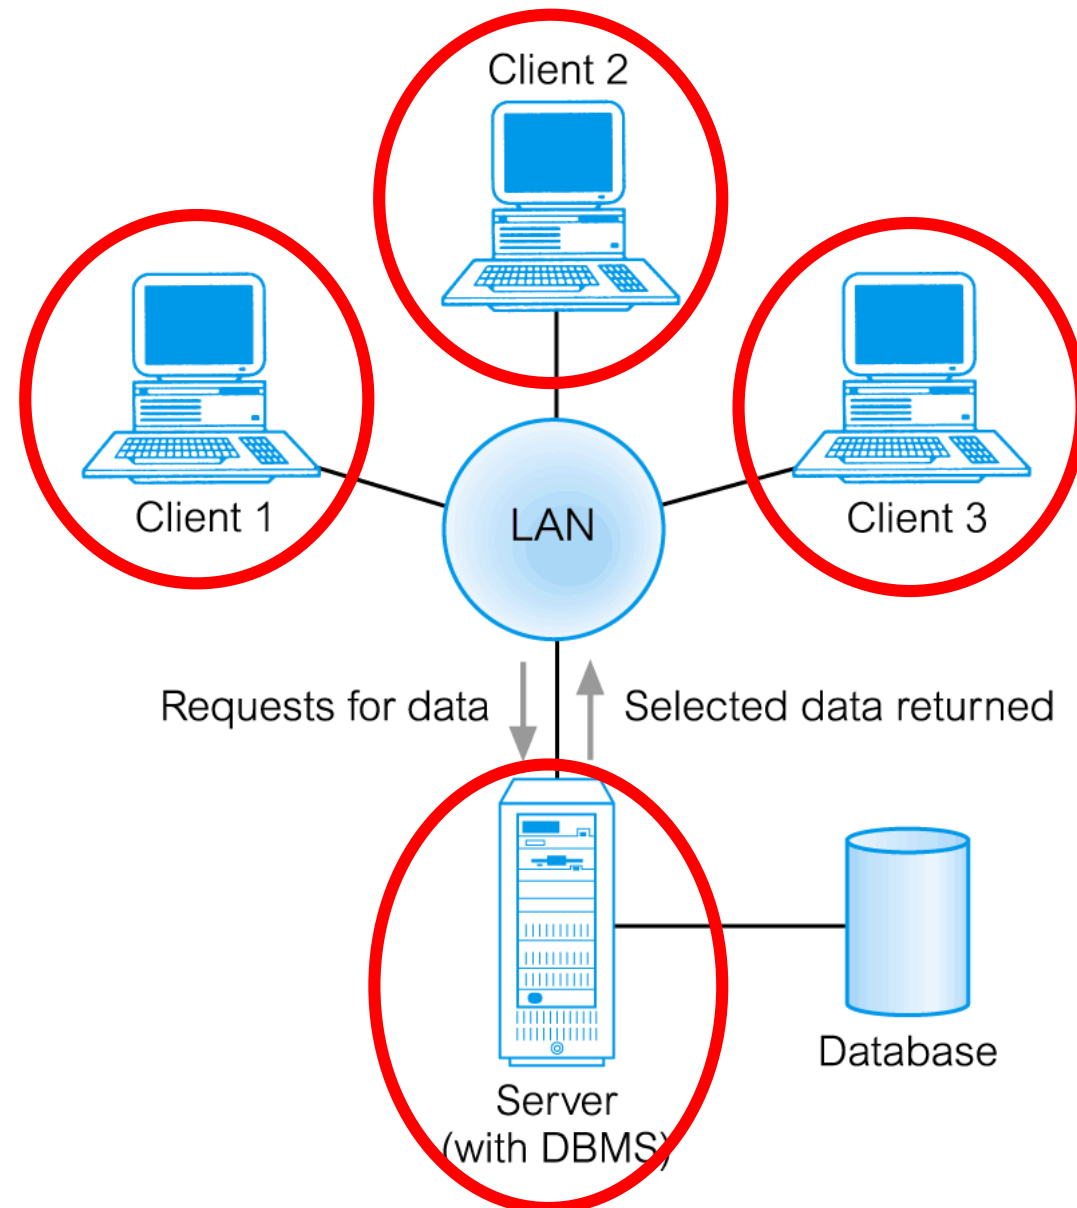 Client 2
Client 1
LAN
Client 3
Requests for data
Selected data returned
Database
Server
(with DBMS)